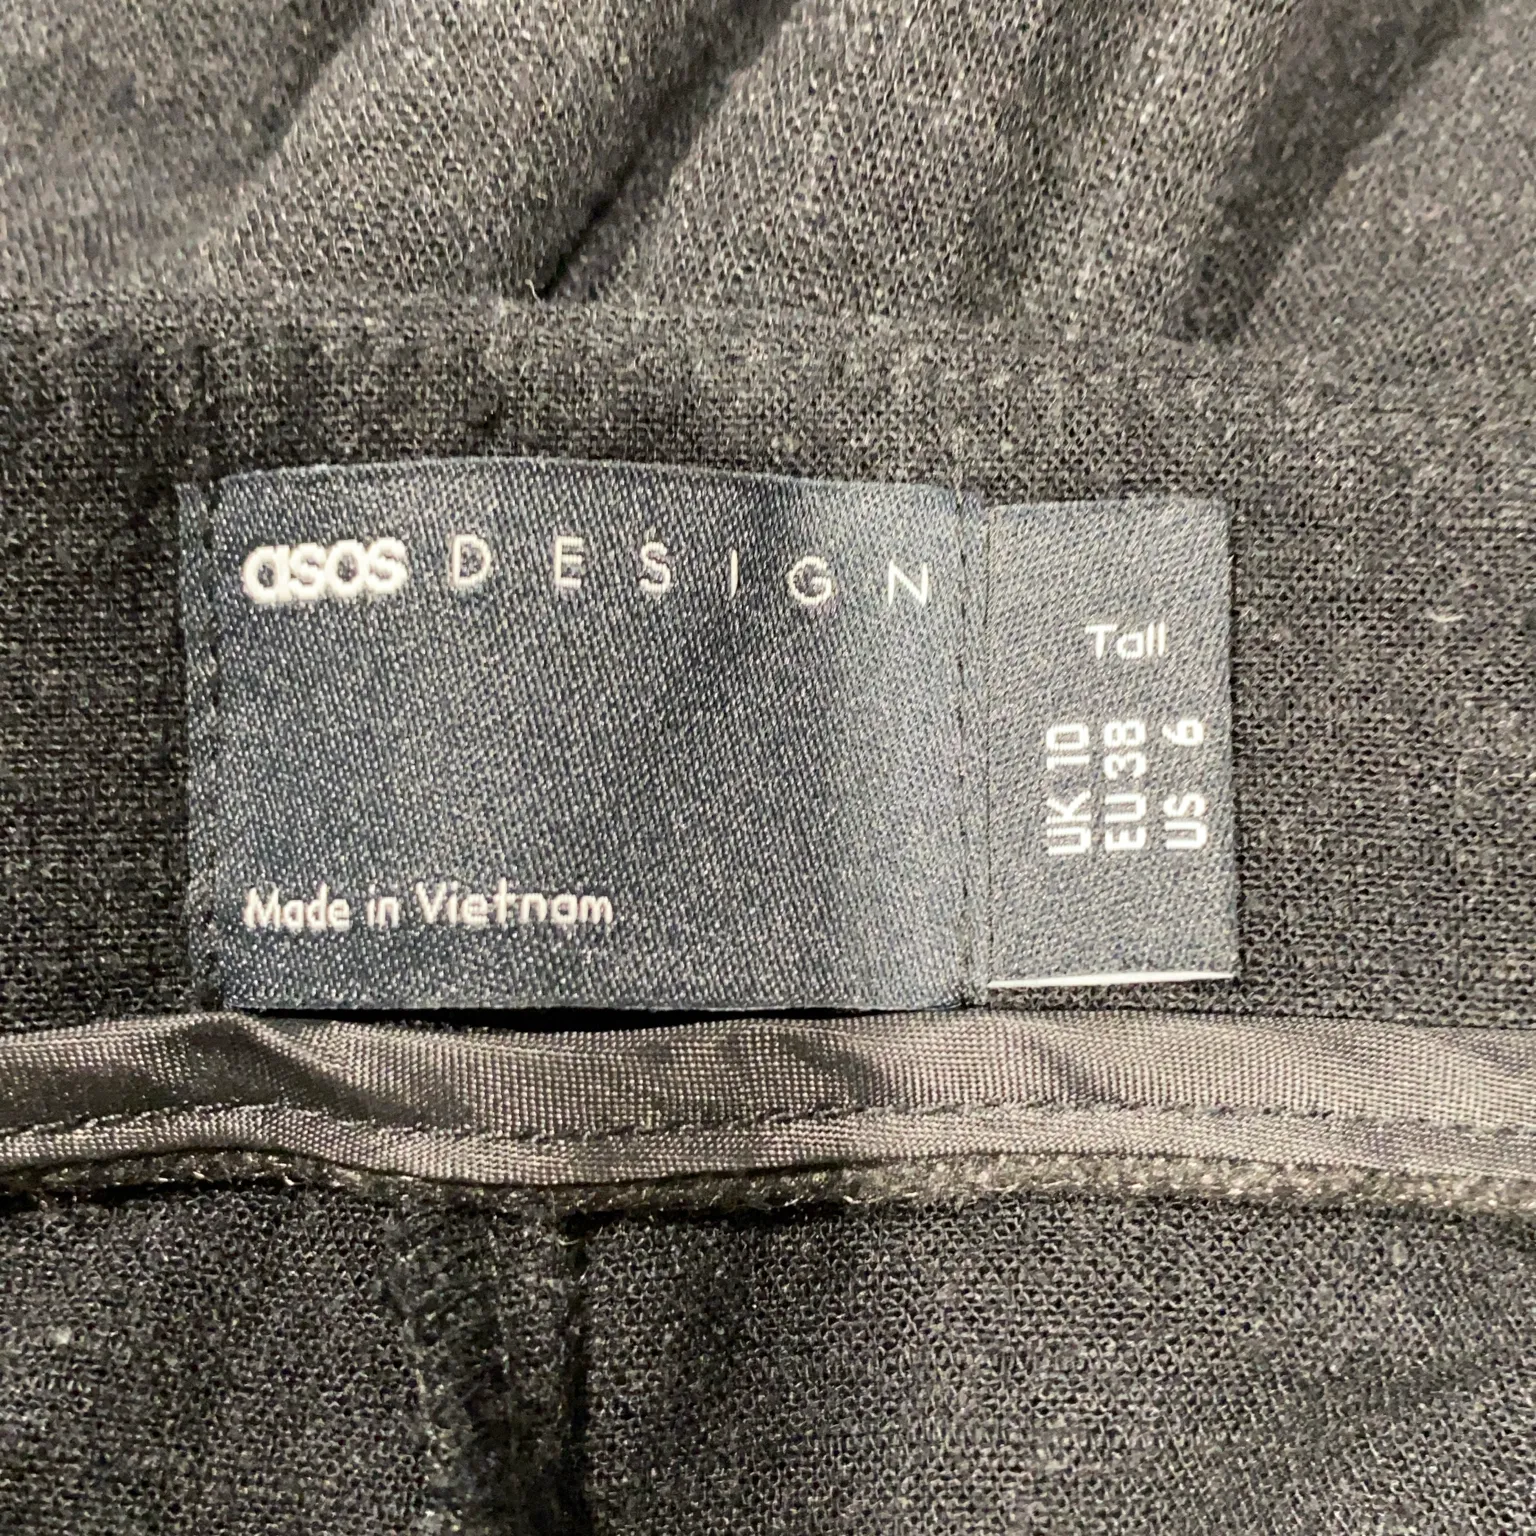 asos DESIGN
Made in Vietnam
Tall
UK 10
EU 38
US 6